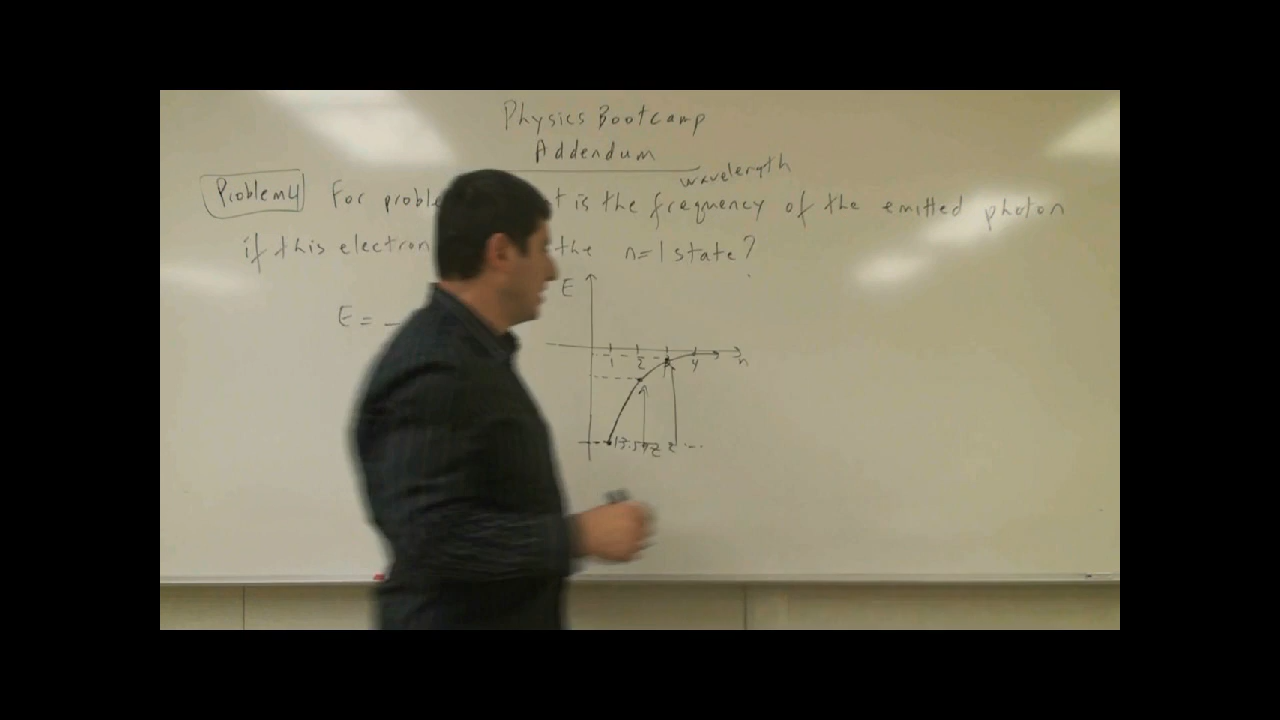 Physics Bootcamp
Addendum
wavelength
Problem 4 For proble t is the frequency of the emitted photon
if this electron the n=1 state?
E
E = -
1 2 3 4 n